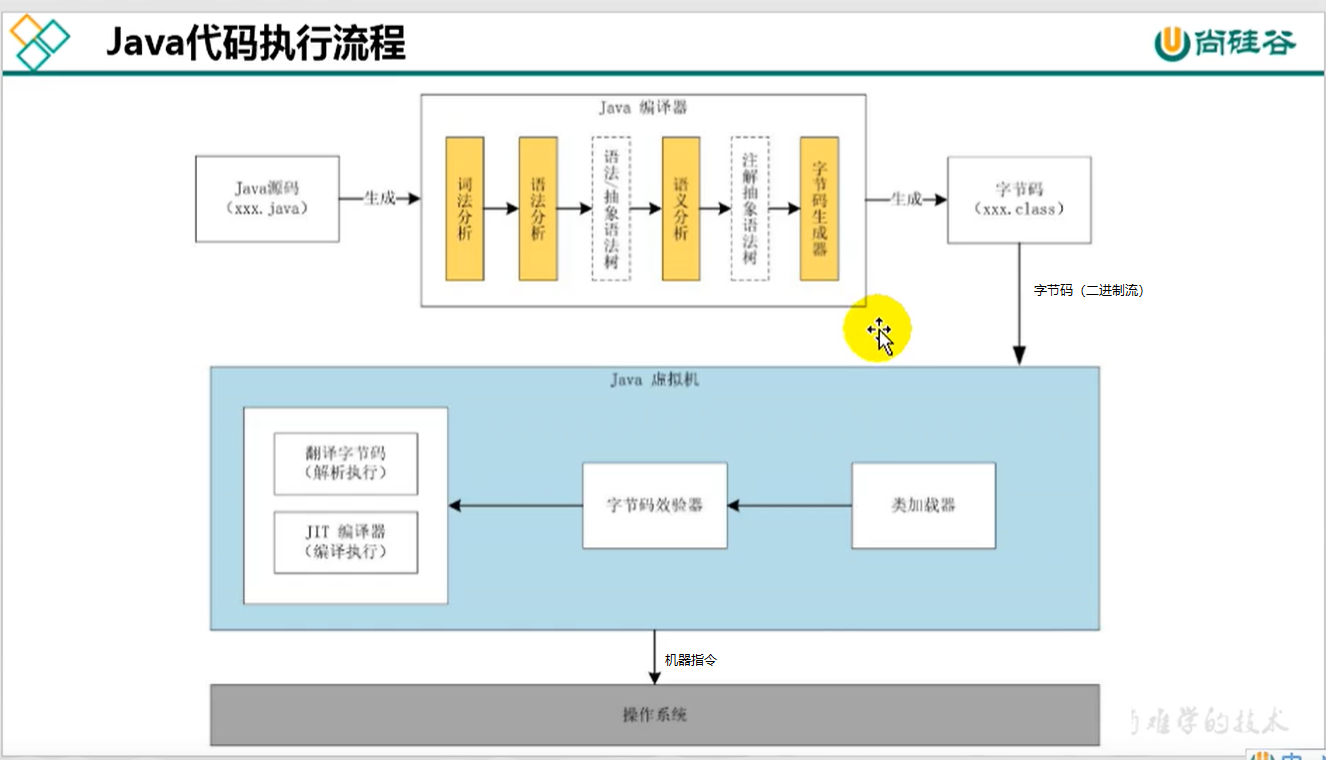 Java代码执行流程
尚硅谷
Java 编译器
Java源码
(xxx.java)
生成
词法分析
语法分析
语法/抽象语法树
语义分析
注解抽象语法树
字节码生成器
生成
字节码
(xxx.class)
字节码（二进制流）
Java 虚拟机
翻译字节码
(解析执行)
JIT 编译器
(编译执行)
字节码效验器
类加载器
机器指令
操作系统
难学的技术